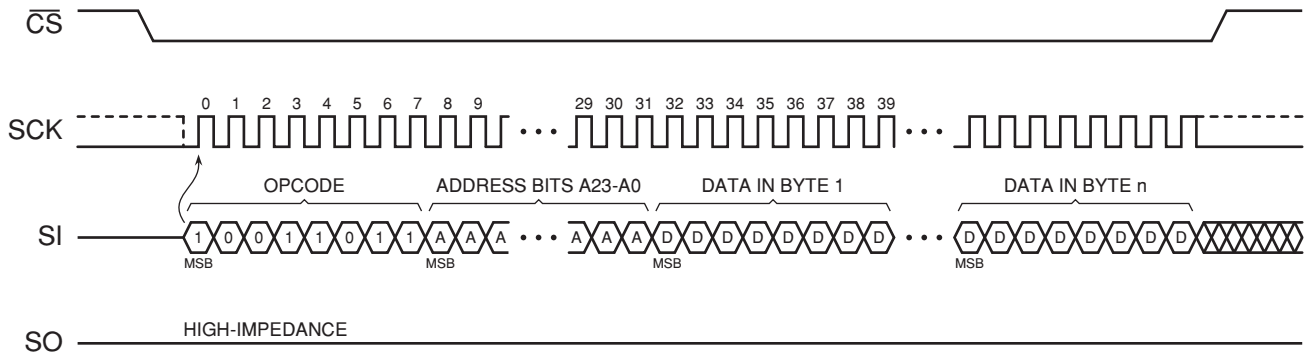 CS
0 1 2 3 4 5 6 7 8 9 29 30 31 32 33 34 35 36 37 38 39
SCK
OPCODE ADDRESS BITS A23-A0 DATA IN BYTE 1 DATA IN BYTE n
SI 1 0 0 1 1 0 1 1 A A A A A A D D D D D D D D D D D D D D D D
MSB MSB MSB MSB
HIGH-IMPEDANCE
SO